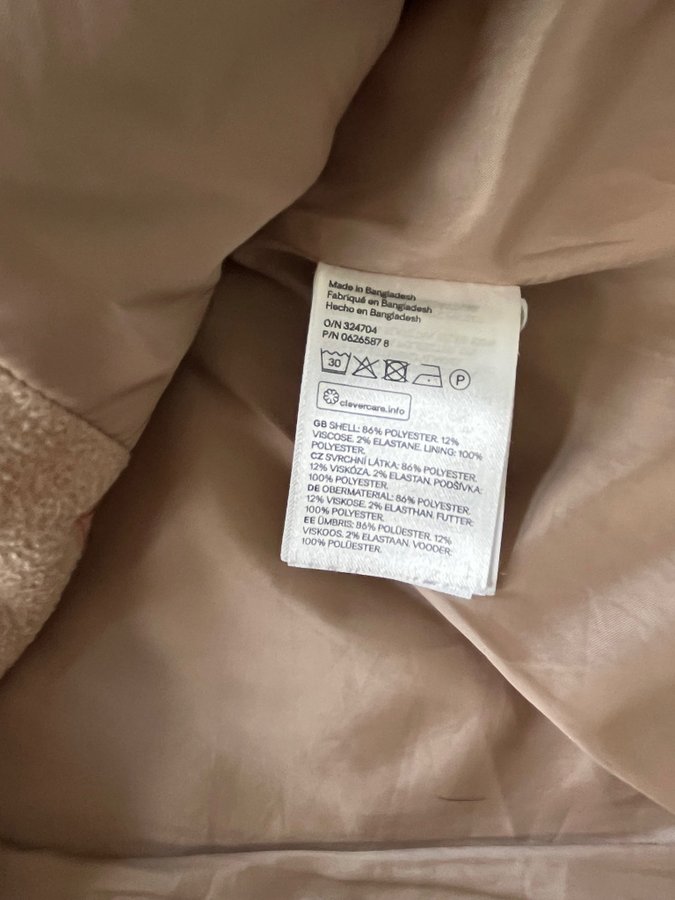 Made in Bangladesh
Fabriqué en Bangladesh
Hecho en Bangladesh
O/N 324704
P/N 0626587 8
30
P
clevercare.info
GB SHELL: 86% POLYESTER. 12%
VISCOSE. 2% ELASTANE. LINING: 100%
POLYESTER.
CZ SVRCHNÍ LÁTKA: 86% POLYESTER.
12% VISKÓZA. 2% ELASTAN. PODŠÍVKA:
100% POLYESTER.
DE OBERMATERIAL: 86% POLYESTER.
12% VISKOSE. 2% ELASTHAN. FUTTER:
100% POLYESTER.
EE ÜMBRIS: 86% POLÜESTER. 12%
VISKOOS. 2% ELASTAAN. VOODER:
100% POLÜESTER.